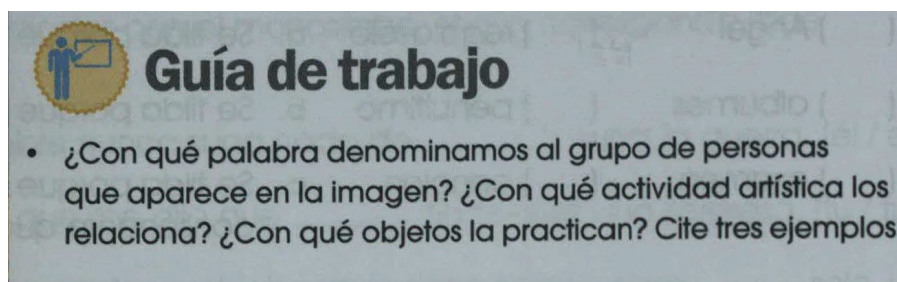 Guía de trabajo
• ¿Con qué palabra denominamos al grupo de personas
que aparece en la imagen? ¿Con qué actividad artística los
relaciona? ¿Con qué objetos la practican? Cite tres ejemplos